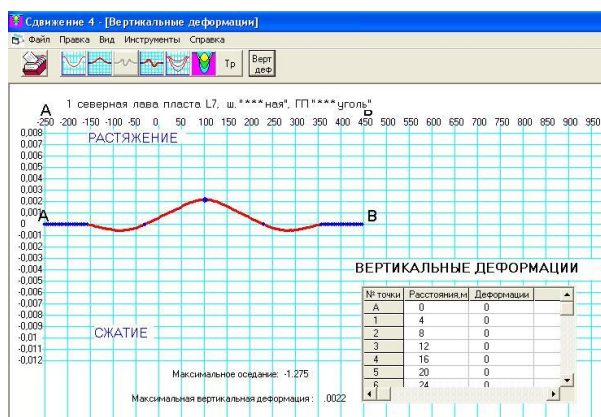 Сдвижение 4 - [Вертикальные деформации]
Файл Правка Вид Инструменты Справка
Тр Верт деф
1 северная лава пласта L7, ш."***ная", ГП"***уголь"
А Б
-250 -200 -150 -100 -50 0 50 100 150 200 250 300 350 400 450 500 550 600 650 700 750 800 850 900 950
0,008
РАСТЯЖЕНИЕ
0,007
0,006
0,005
0,004
0,003
0,002
0,001
0
А В
-0,001
-0,002
-0,003
-0,004
-0,005
-0,006
-0,007
-0,008
-0,009
-0,01
-0,011
-0,012
СЖАТИЕ
ВЕРТИКАЛЬНЫЕ ДЕФОРМАЦИИ
№ точки Расстояния,м Деформации
А 0 0
1 4 0
2 8 0
3 12 0
4 16 0
5 20 0
6 24 0
Максимальное оседание: -1.275
Максимальная вертикальная деформация : .0022